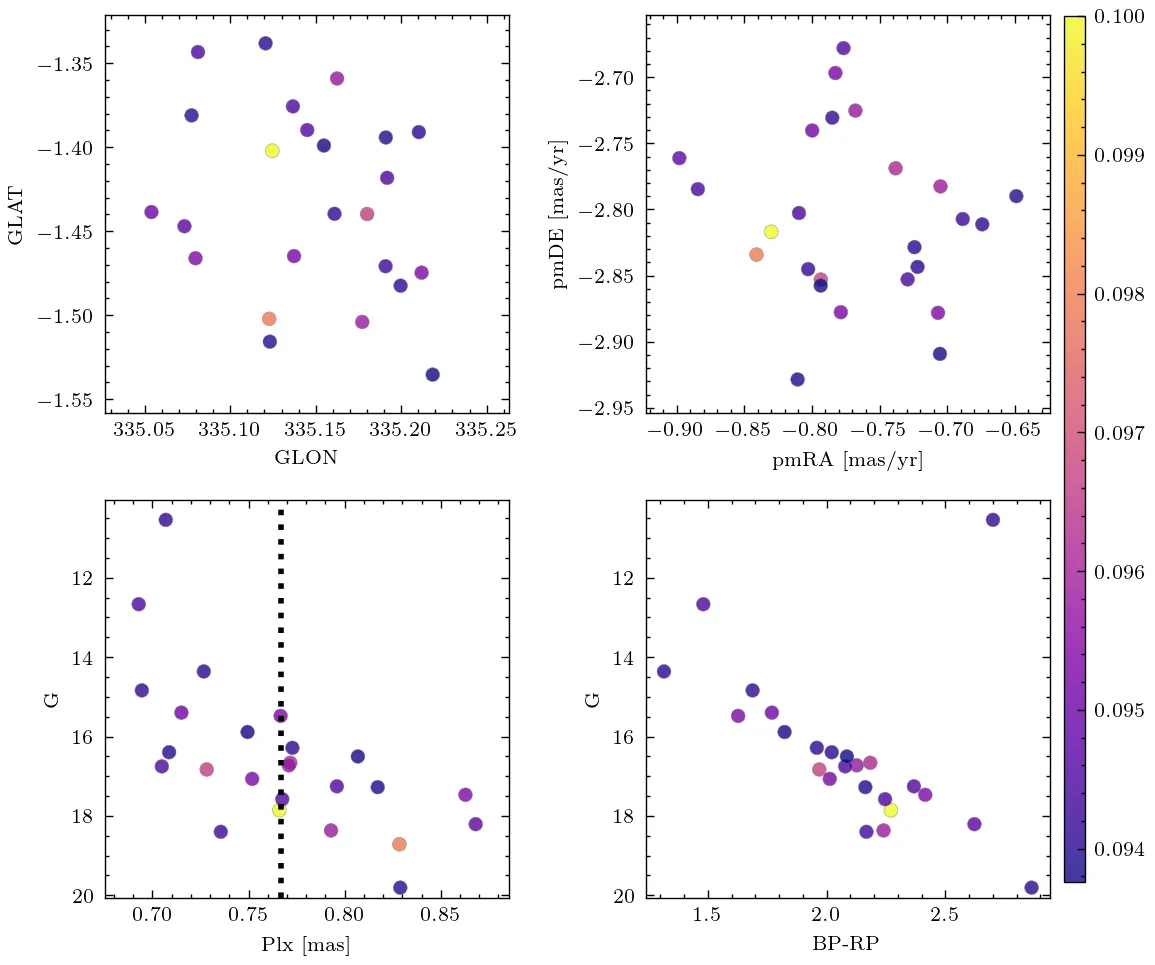 −1.35
−1.40
−1.45
−1.50
−1.55
GLAT
335.05 335.10 335.15 335.20 335.25
GLON
−2.70
−2.75
−2.80
−2.85
−2.90
−2.95
pmDE [mas/yr]
−0.90 −0.85 −0.80 −0.75 −0.70 −0.65
pmRA [mas/yr]
12
14
16
18
20
G
0.70 0.75 0.80 0.85
Plx [mas]
12
14
16
18
20
G
1.5 2.0 2.5
BP-RP
0.100
0.099
0.098
0.097
0.096
0.095
0.094